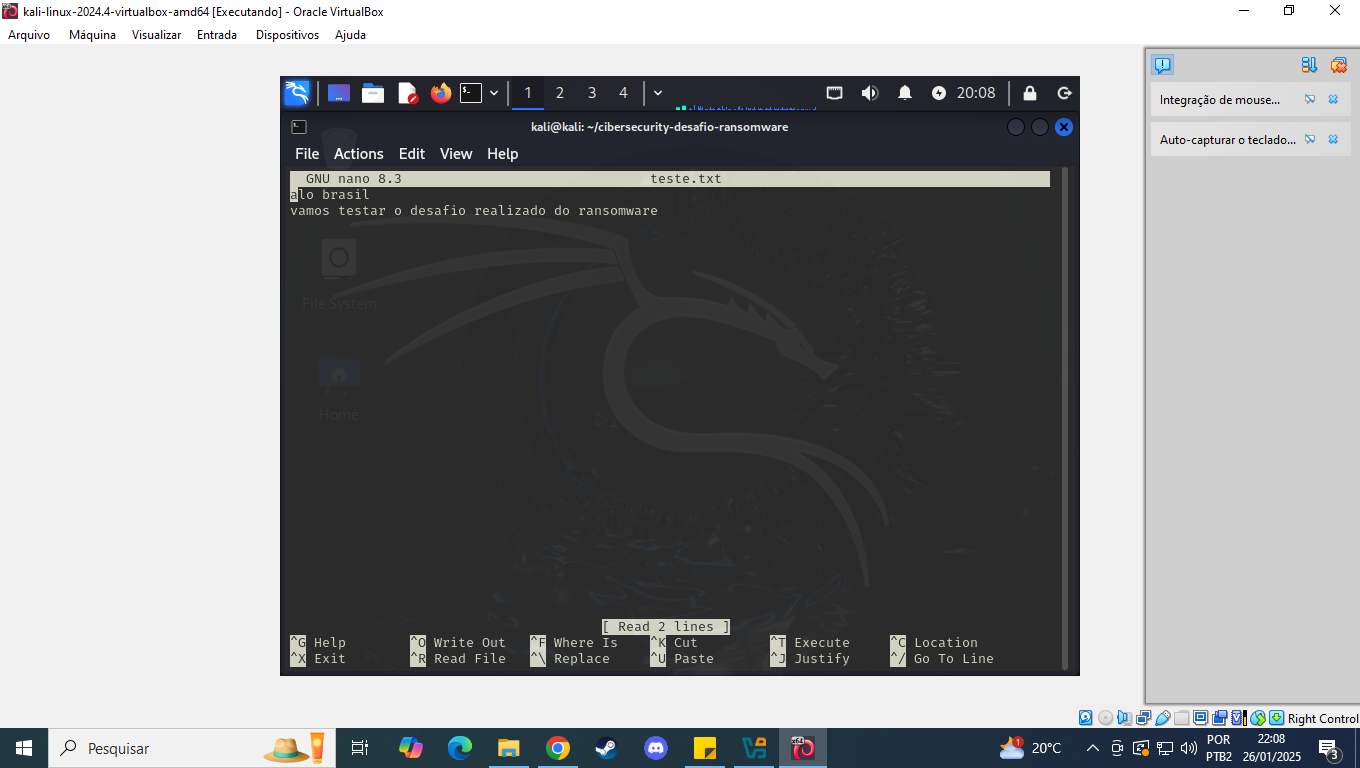 kali-linux-2024.4-virtualbox-amd64 [Executando] - Oracle VirtualBox
Arquivo Máquina Visualizar Entrada Dispositivos Ajuda
1 2 3 4 20:08
kali@kali: ~/cibersecurity-desafio-ransomware
File Actions Edit View Help
GNU nano 8.3 teste.txt
alo brasil
vamos testar o desafio realizado do ransomware
File System
Home
[ Read 2 lines ]
^G Help ^O Write Out ^F Where Is ^K Cut ^T Execute ^C Location
^X Exit ^R Read File ^\ Replace ^U Paste ^J Justify ^/ Go To Line
Integração de mouse...
Auto-capturar o teclado...
Right Control
Pesquisar
x64
1
20°C
POR
PTB2
22:08
26/01/2025
3